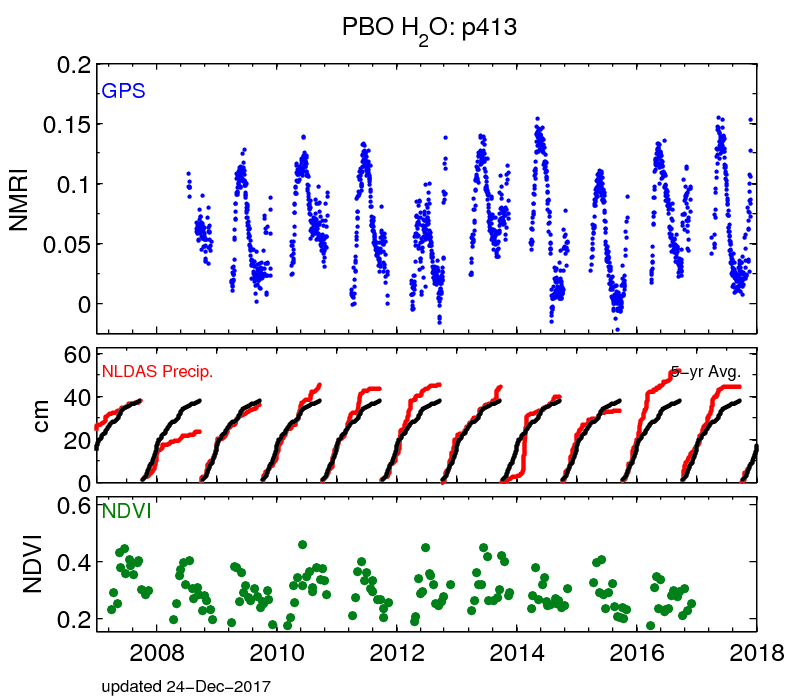 PBO H2O: p413
0.2
GPS
0.15
0.1
NMRI
0.05
0
60
NLDAS Precip.
5-yr Avg.
40
cm
20
0
0.6
NDVI
0.4
NDVI
0.2
2008 2010 2012 2014 2016 2018
updated 24-Dec-2017